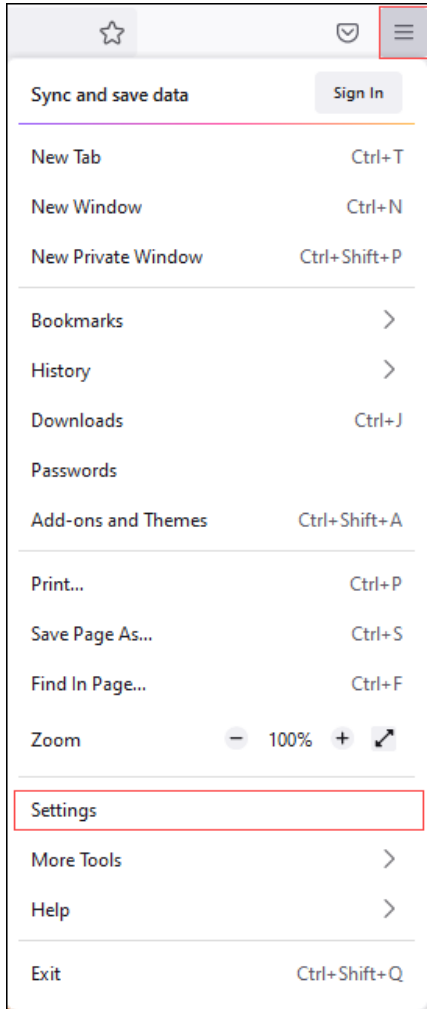 Sync and save data Sign In
New Tab Ctrl+T
New Window Ctrl+N
New Private Window Ctrl+Shift+P
Bookmarks
History
Downloads Ctrl+J
Passwords
Add-ons and Themes Ctrl+Shift+A
Print... Ctrl+P
Save Page As... Ctrl+S
Find In Page... Ctrl+F
Zoom − 100% +
Settings
More Tools
Help
Exit Ctrl+Shift+Q